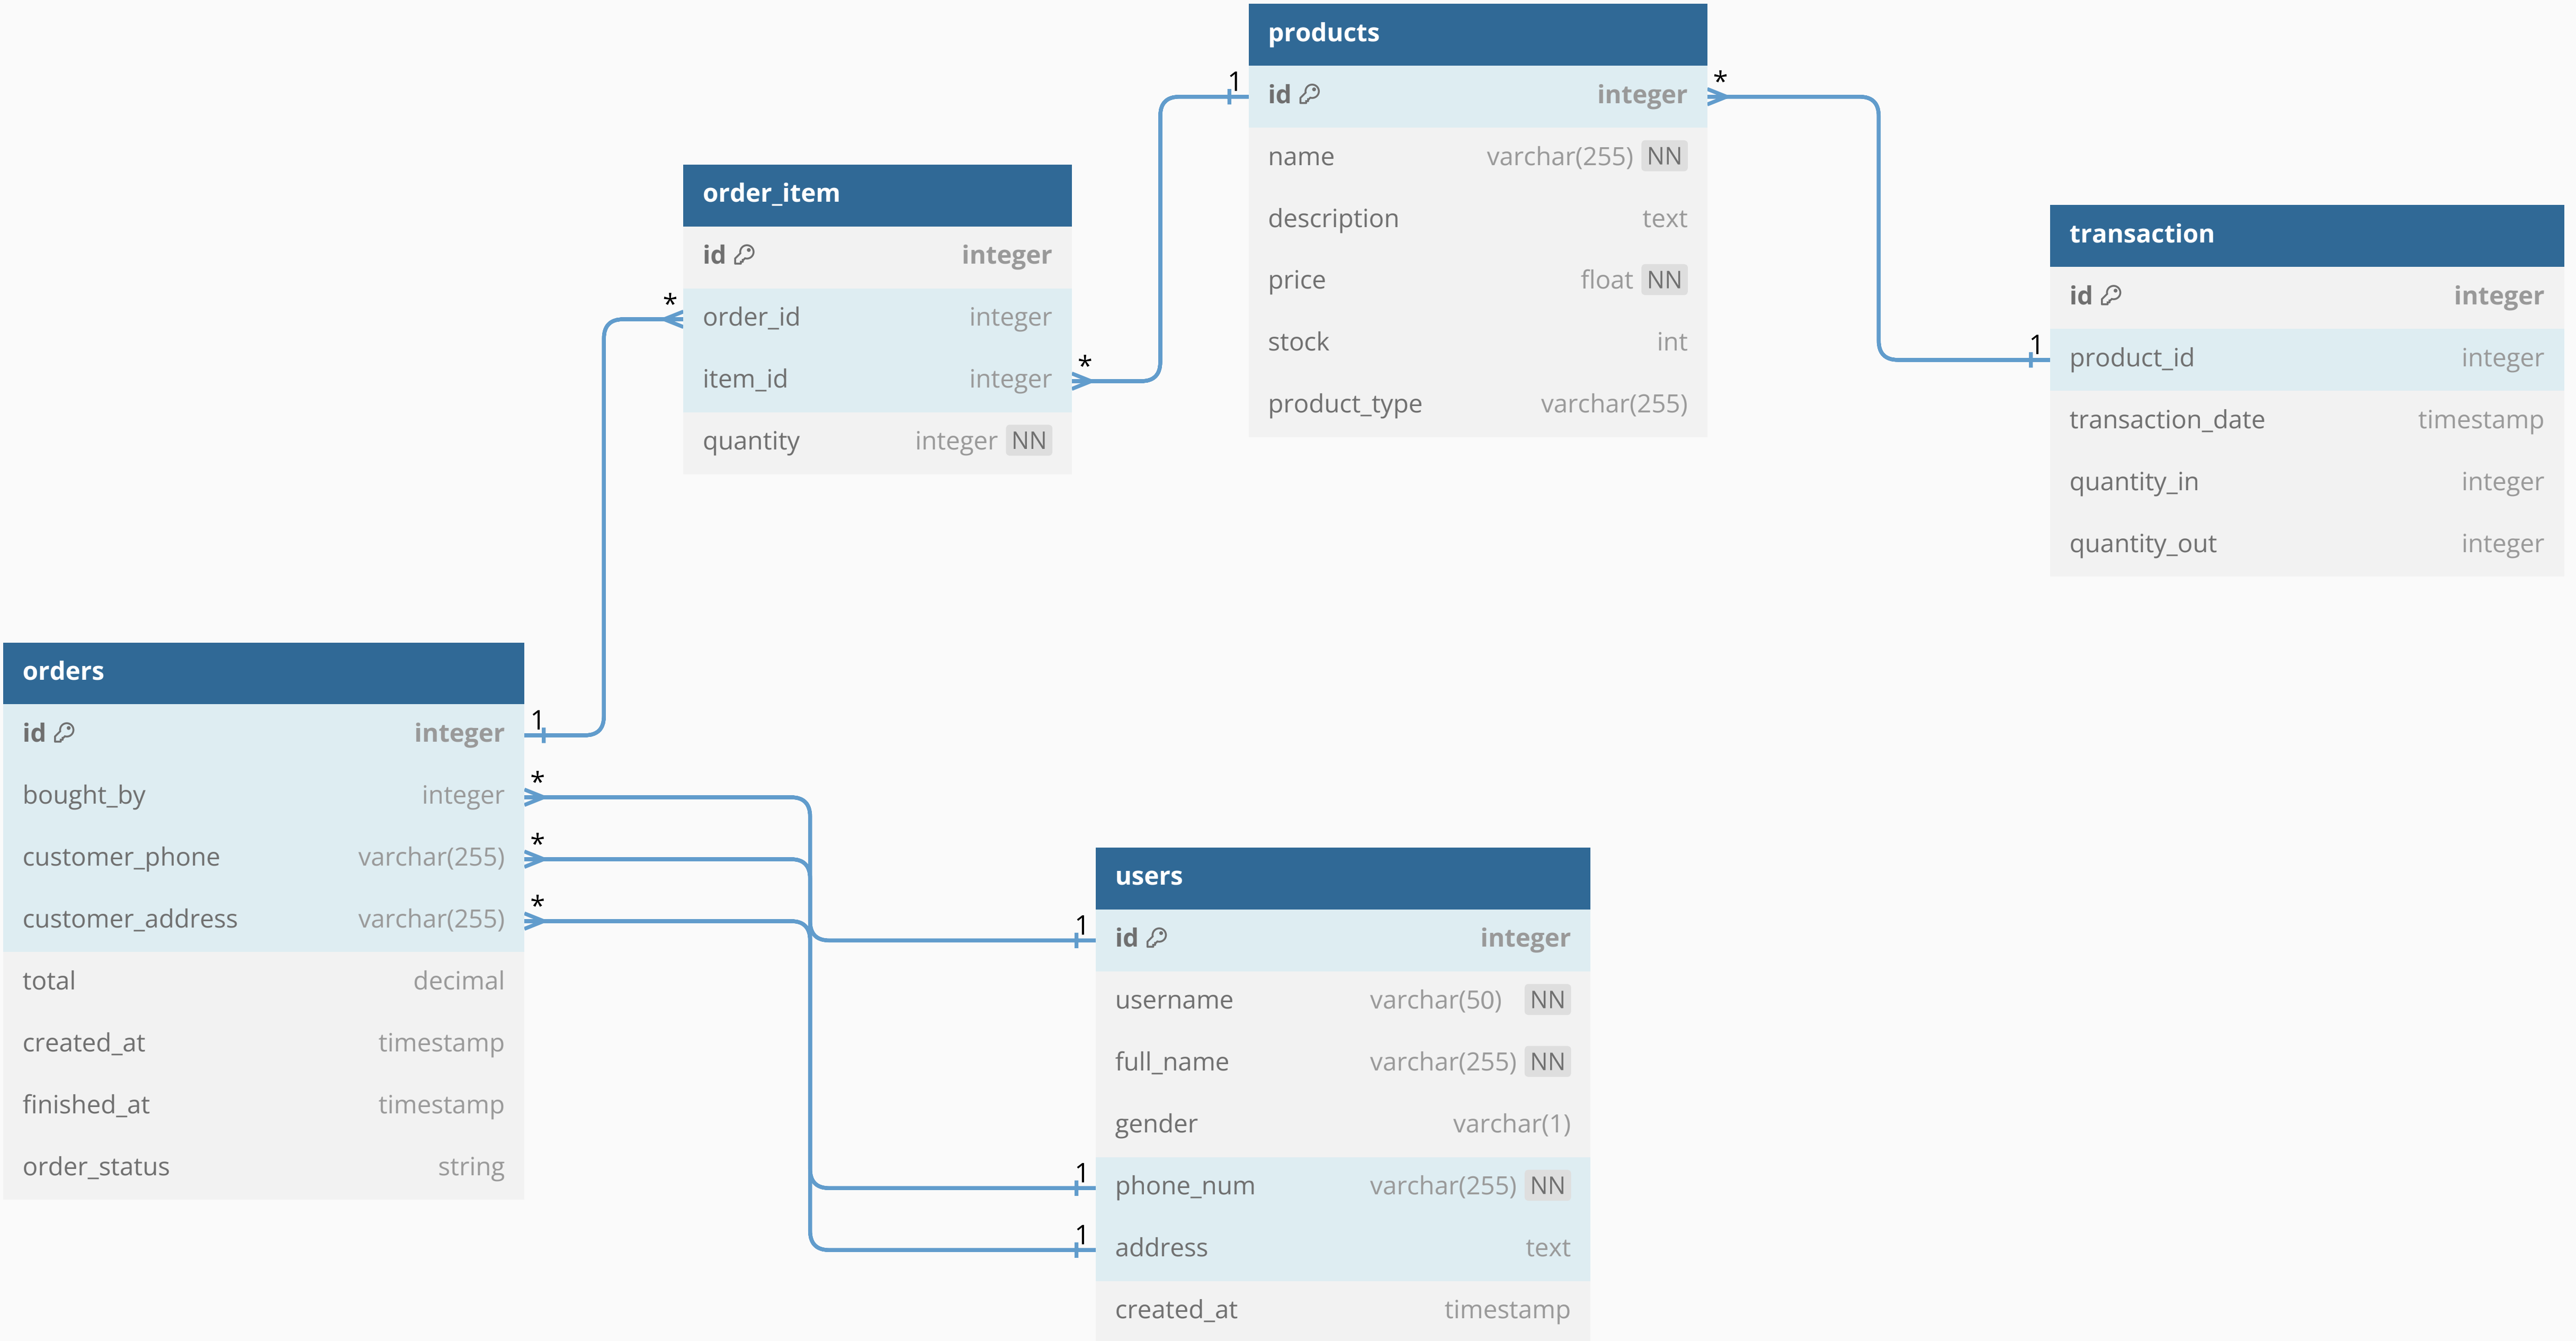 products
id integer
name varchar(255) NN
description text
price float NN
stock int
product_type varchar(255)
1
*
order_item
id integer
order_id integer
item_id integer
quantity integer NN
*
*
transaction
id integer
product_id integer
transaction_date timestamp
quantity_in integer
quantity_out integer
1
orders
id integer
bought_by integer
customer_phone varchar(255)
customer_address varchar(255)
total decimal
created_at timestamp
finished_at timestamp
order_status string
1
*
*
*
users
id integer
username varchar(50) NN
full_name varchar(255) NN
gender varchar(1)
phone_num varchar(255) NN
address text
created_at timestamp
1
1
1